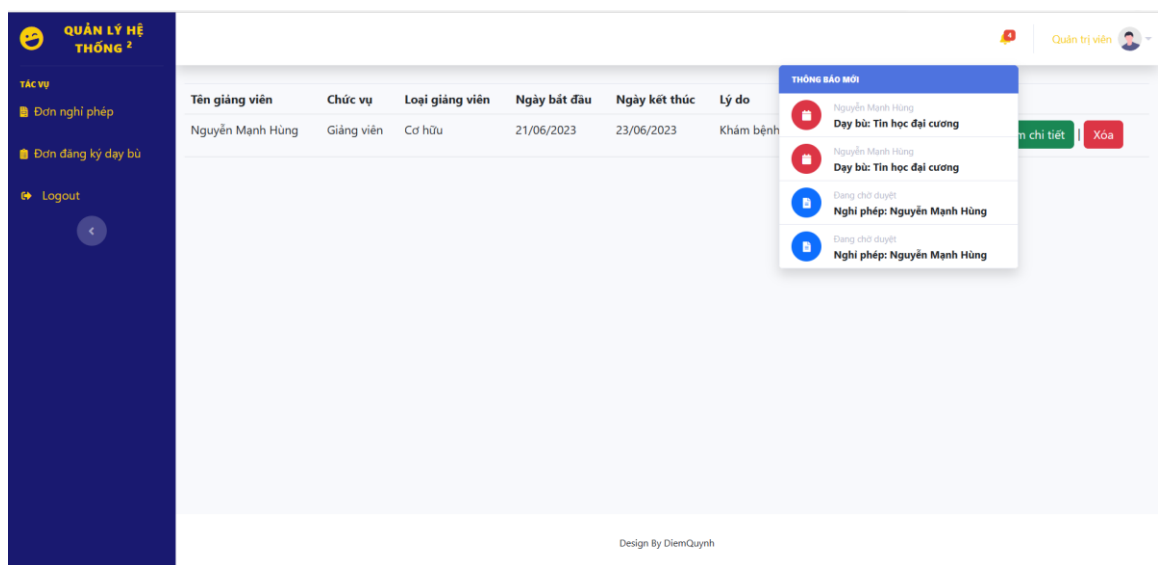 QUẢN LÝ HỆ
THỐNG 2
4
Quản trị viên
TÁC VỤ
Đơn nghỉ phép
Đơn đăng ký dạy bù
Logout
Tên giảng viên Chức vụ Loại giảng viên Ngày bắt đầu Ngày kết thúc Lý do
Nguyễn Mạnh Hùng Giảng viên Cơ hữu 21/06/2023 23/06/2023 Khám bệnh
m chi tiết | Xóa
THÔNG BÁO MỚI
Nguyễn Mạnh Hùng
Dạy bù: Tin học đại cương
Nguyễn Mạnh Hùng
Dạy bù: Tin học đại cương
Đang chờ duyệt
Nghỉ phép: Nguyễn Mạnh Hùng
Đang chờ duyệt
Nghỉ phép: Nguyễn Mạnh Hùng
Design By DiemQuynh